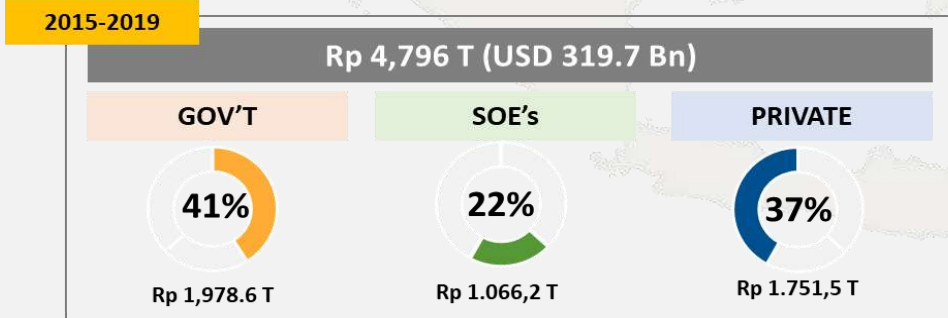 2015-2019
Rp 4,796 T (USD 319.7 Bn)
GOV'T
SOE's
PRIVATE
41%
22%
37%
Rp 1,978.6 T
Rp 1.066,2 T
Rp 1.751,5 T